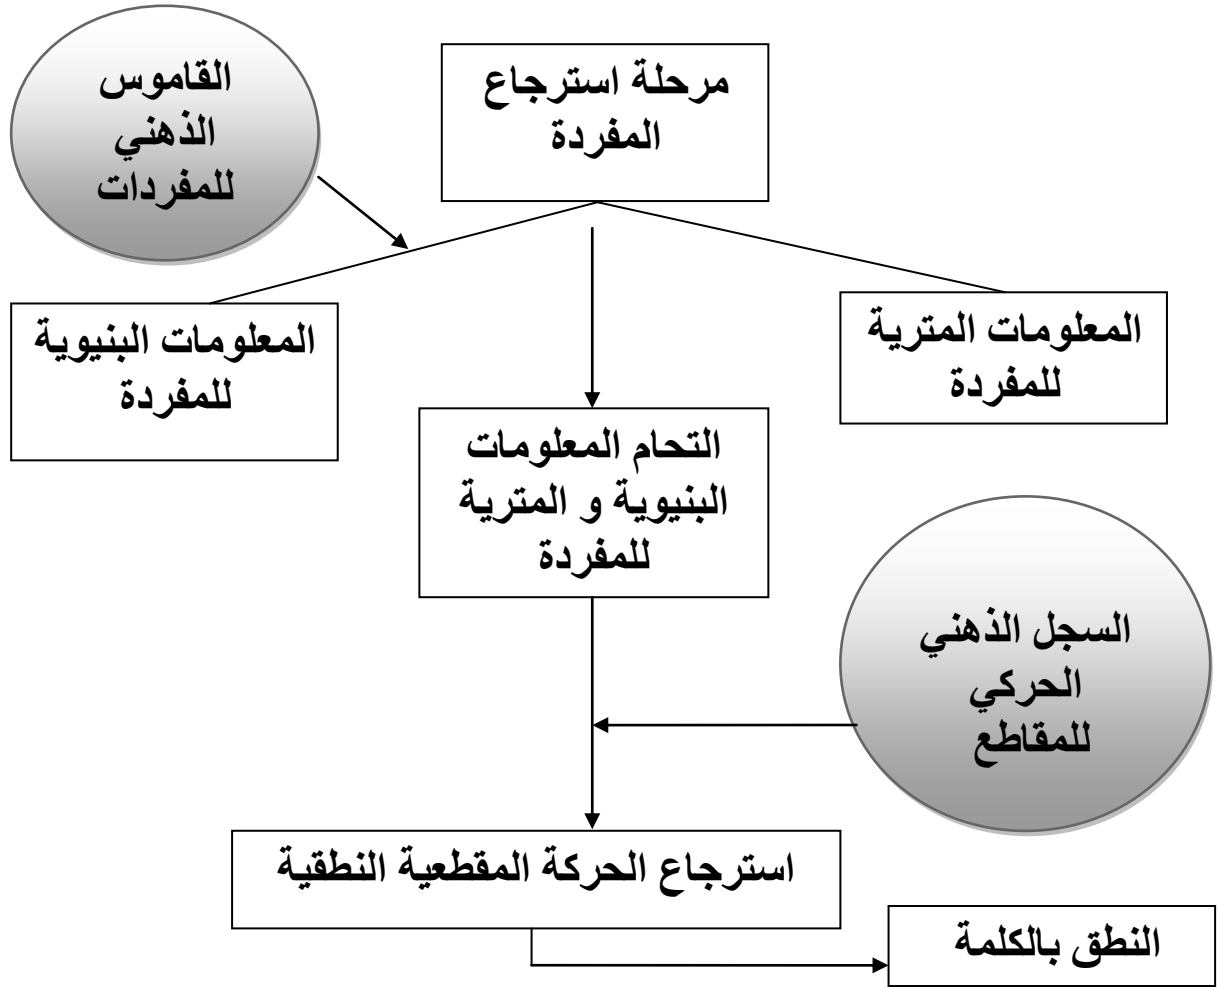 القاموس
الذهني
للمفردات
مرحلة استرجاع
المفردة
المعلومات المترية
للمفردة
المعلومات البنيوية
للمفردة
التحام المعلومات
البنيوية و المترية
للمفردة
السجل الذهني
الحركي
للمقاطع
استرجاع الحركة المقطعية النطقية
النطق بالكلمة